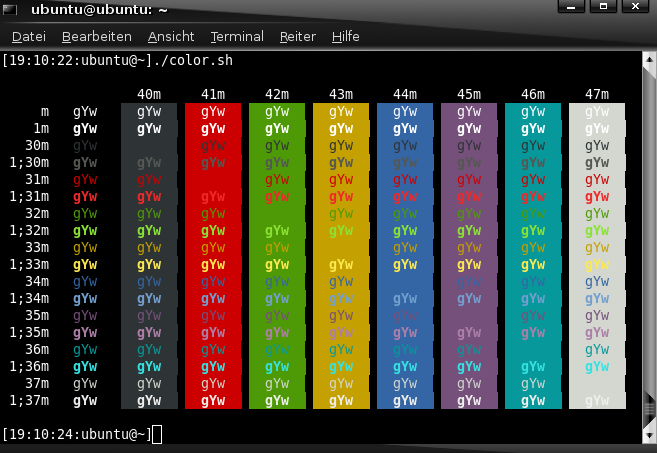 ubuntu@ubuntu: ~
Datei Bearbeiten Ansicht Terminal Reiter Hilfe
[19:10:22:ubuntu@~]./color.sh
40m 41m 42m 43m 44m 45m 46m 47m
m gYw gYw gYw gYw gYw gYw gYw gYw gYw
1m gYw gYw gYw gYw gYw gYw gYw gYw gYw
30m gYw gYw gYw gYw gYw gYw gYw gYw
1;30m gYw gYw gYw gYw gYw gYw gYw gYw gYw
31m gYw gYw gYw gYw gYw gYw gYw gYw
1;31m gYw gYw gYw gYw gYw gYw gYw gYw gYw
32m gYw gYw gYw gYw gYw gYw gYw gYw
1;32m gYw gYw gYw gYw gYw gYw gYw gYw gYw
33m gYw gYw gYw gYw gYw gYw gYw gYw
1;33m gYw gYw gYw gYw gYw gYw gYw gYw gYw
34m gYw gYw gYw gYw gYw gYw gYw gYw
1;34m gYw gYw gYw gYw gYw gYw gYw gYw gYw
35m gYw gYw gYw gYw gYw gYw gYw gYw
1;35m gYw gYw gYw gYw gYw gYw gYw gYw gYw
36m gYw gYw gYw gYw gYw gYw gYw gYw
1;36m gYw gYw gYw gYw gYw gYw gYw gYw gYw
37m gYw gYw gYw gYw gYw gYw gYw gYw
1;37m gYw gYw gYw gYw gYw gYw gYw gYw gYw
[19:10:24:ubuntu@~]